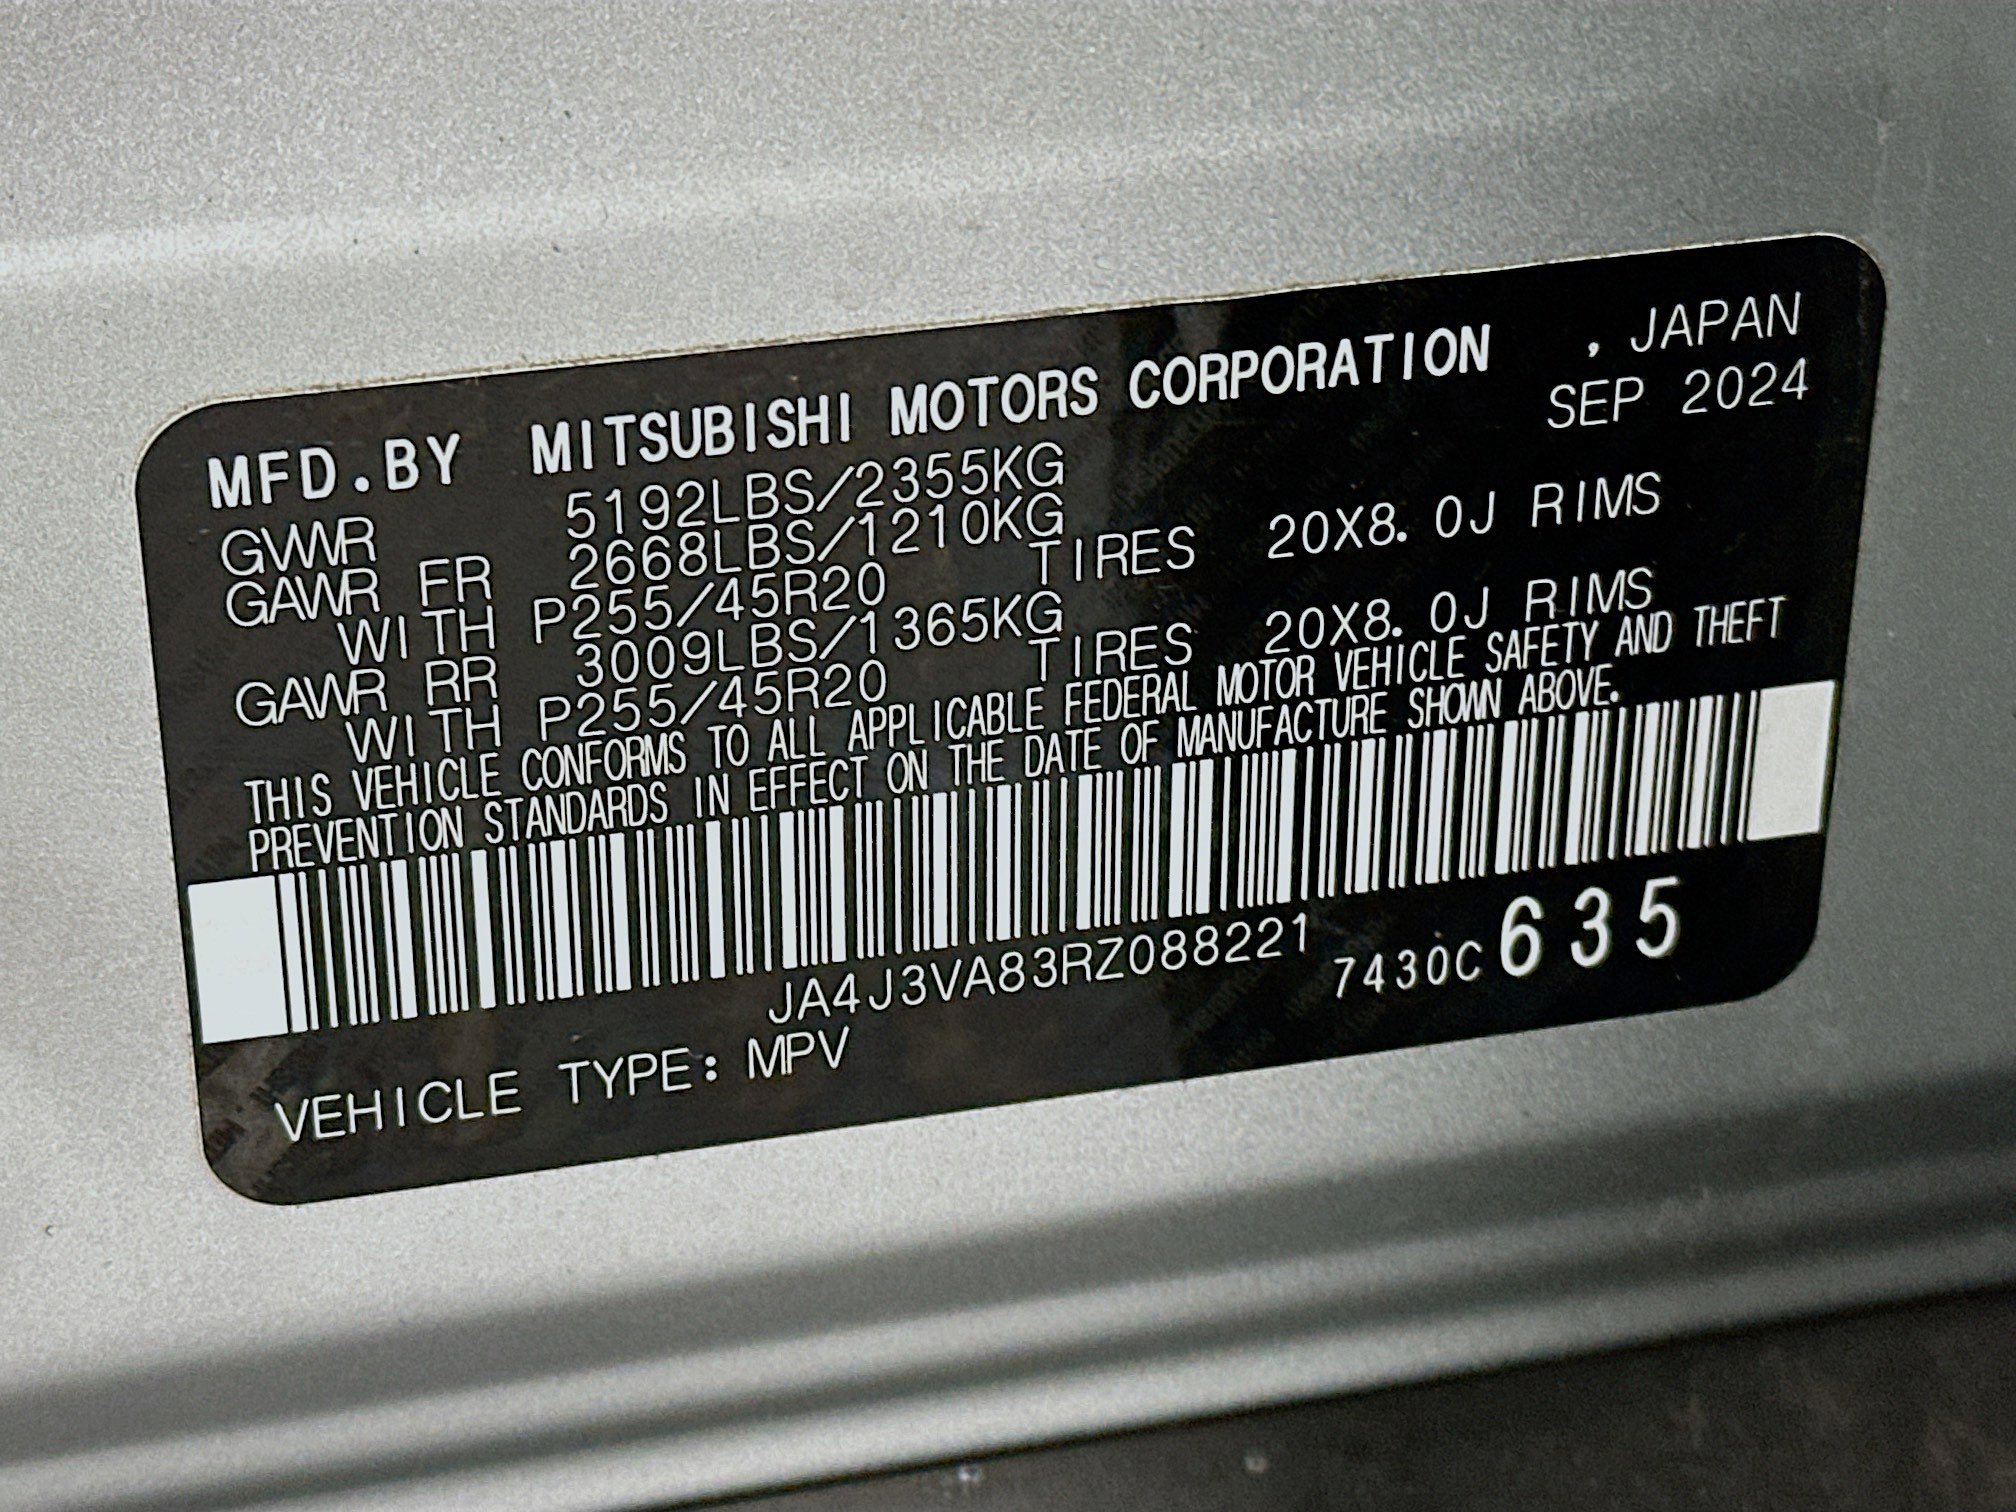 MFD.BY MITSUBISHI MOTORS CORPORATION , JAPAN
SEP 2024
GVWR 5192LBS/2355KG
GAWR FR 2668LBS/1210KG
WITH P255/45R20 TIRES 20X8.0J RIMS
GAWR RR 3009LBS/1365KG
WITH P255/45R20 TIRES 20X8.0J RIMS
THIS VEHICLE CONFORMS TO ALL APPLICABLE FEDERAL MOTOR VEHICLE SAFETY AND THEFT
PREVENTION STANDARDS IN EFFECT ON THE DATE OF MANUFACTURE SHOWN ABOVE.
JA4J3VA83RZ088221 7430C 635
VEHICLE TYPE: MPV